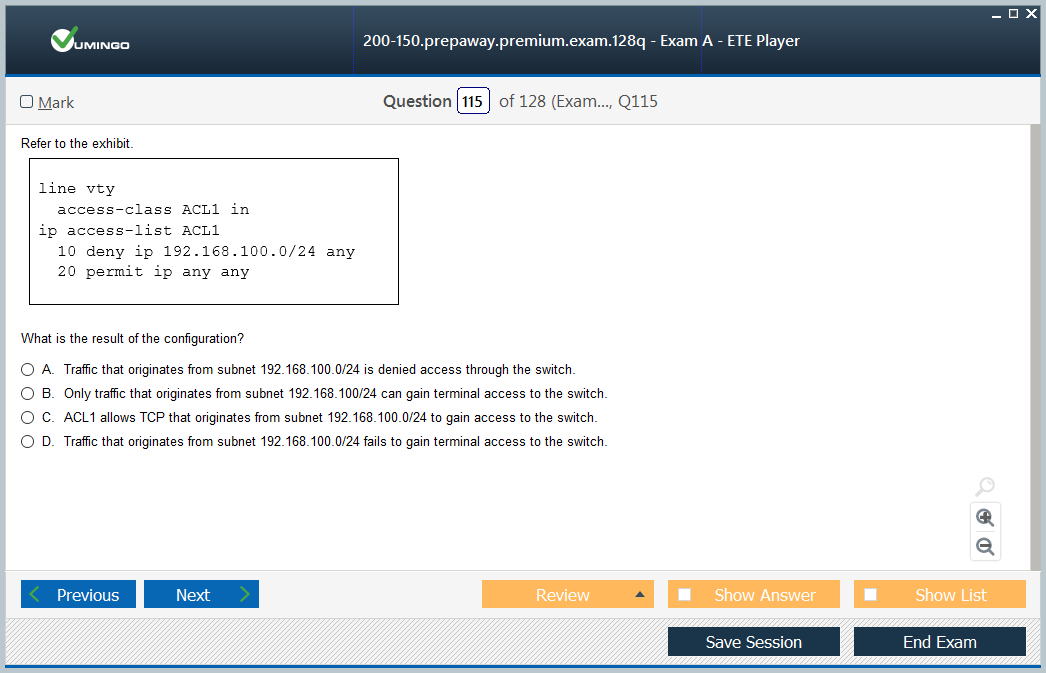 VUMINGO
200-150.prepaway.premium.exam.128q - Exam A - ETE Player
Mark
Question 115 of 128 (Exam..., Q115
Refer to the exhibit.
line vty
access-class ACL1 in
ip access-list ACL1
10 deny ip 192.168.100.0/24 any
20 permit ip any any
What is the result of the configuration?
A. Traffic that originates from subnet 192.168.100.0/24 is denied access through the switch.
B. Only traffic that originates from subnet 192.168.100/24 can gain terminal access to the switch.
C. ACL1 allows TCP that originates from subnet 192.168.100.0/24 to gain access to the switch.
D. Traffic that originates from subnet 192.168.100.0/24 fails to gain terminal access to the switch.
Previous
Next
Review
Show Answer
Show List
Save Session
End Exam